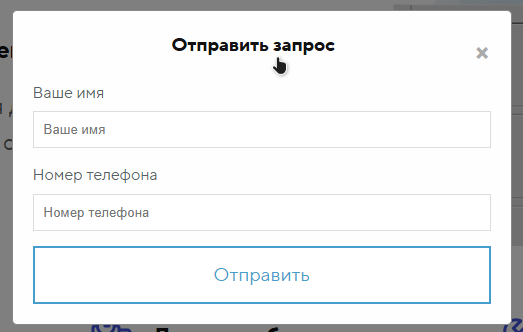 Отправить запрос
×
Ваше имя
Ваше имя
Номер телефона
Номер телефона
Отправить